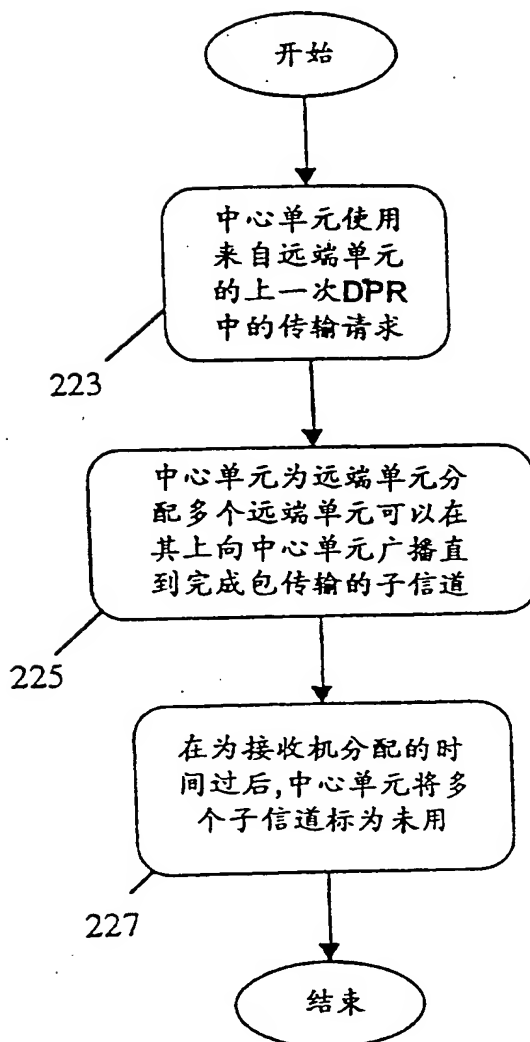 开始
中心单元使用
来自远端单元
的上一次DPR
中的传输请求
223
中心单元为远端单元分
配多个远端单元可以在
其上向中心单元广播直
到完成包传输的子信道
225
在为接收机分配的时
间过后,中心单元将多
个子信道标为未用
227
结束